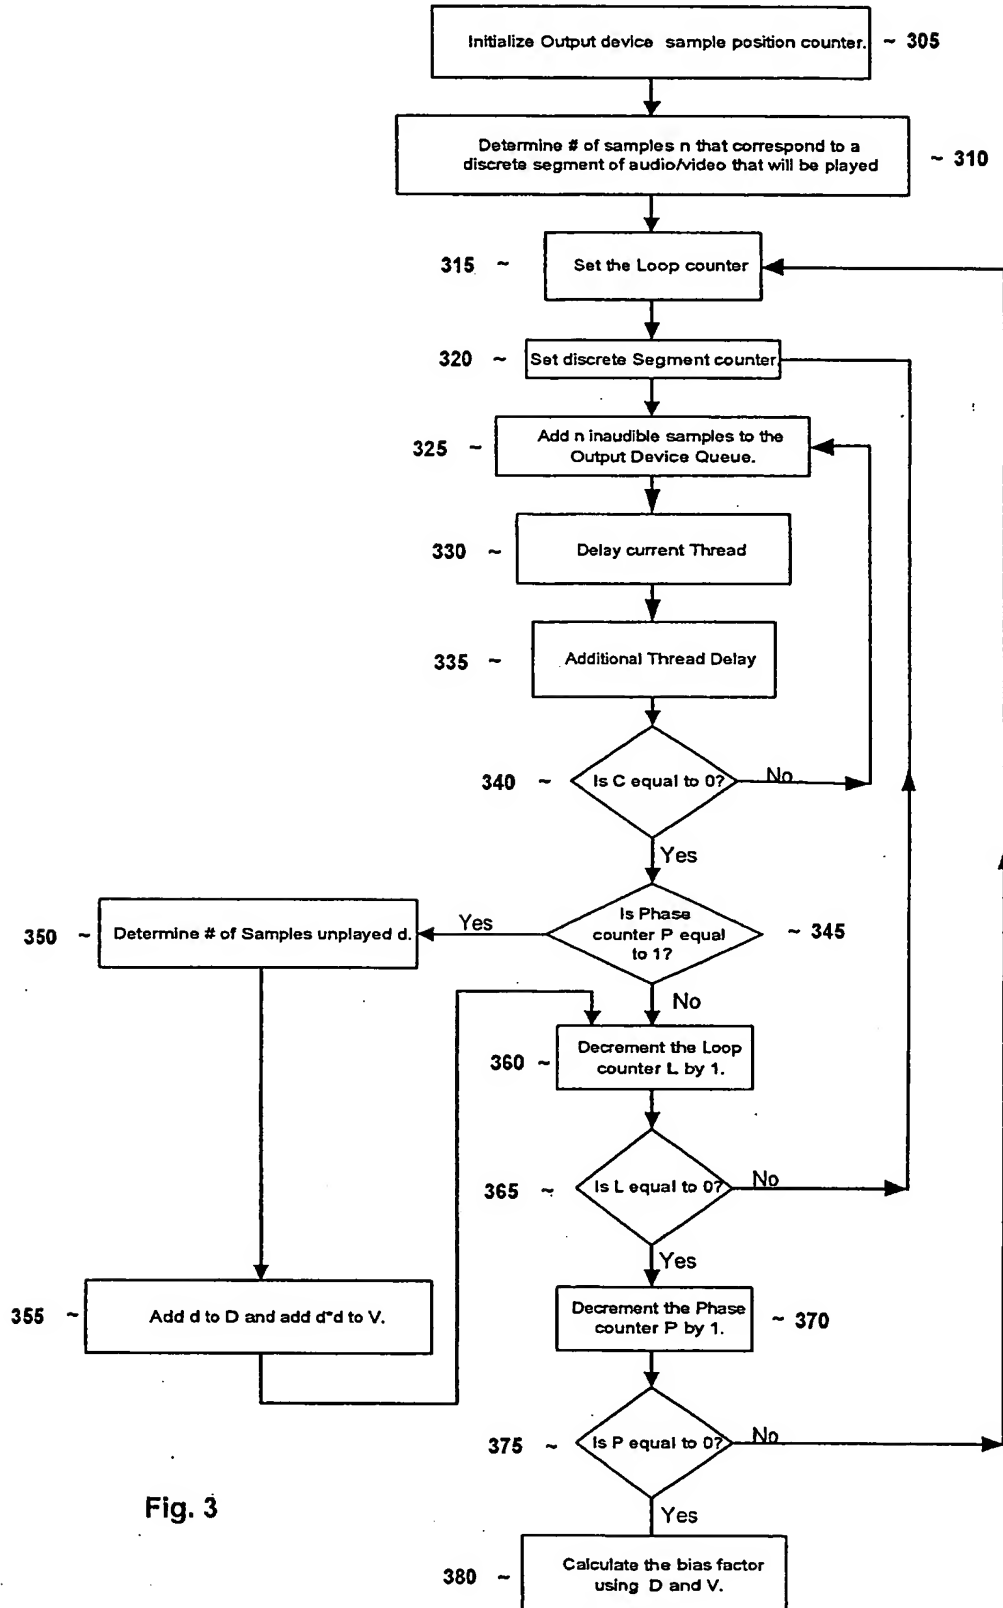 Initialize Output device sample position counter. ~ 305
Determine # of samples n that correspond to a
discrete segment of audio/video that will be played
~ 310
315 ~ Set the Loop counter
320 ~ Set discrete Segment counter
325 ~
Add n inaudible samples to the
Output Device Queue.
330 ~ Delay current Thread
335 ~ Additional Thread Delay
340 ~ Is C equal to 0? No
Yes
350 ~ Determine # of Samples unplayed d. Yes
Is Phase
counter P equal
to 1?
~ 345
No
360 ~
Decrement the Loop
counter L by 1.
365 ~ Is L equal to 0? No
Yes
355 ~ Add d to D and add d*d to V.
Decrement the Phase
counter P by 1.
~ 370
375 ~ Is P equal to 0? No
Yes
Fig. 3
380 ~
Calculate the bias factor
using D and V.